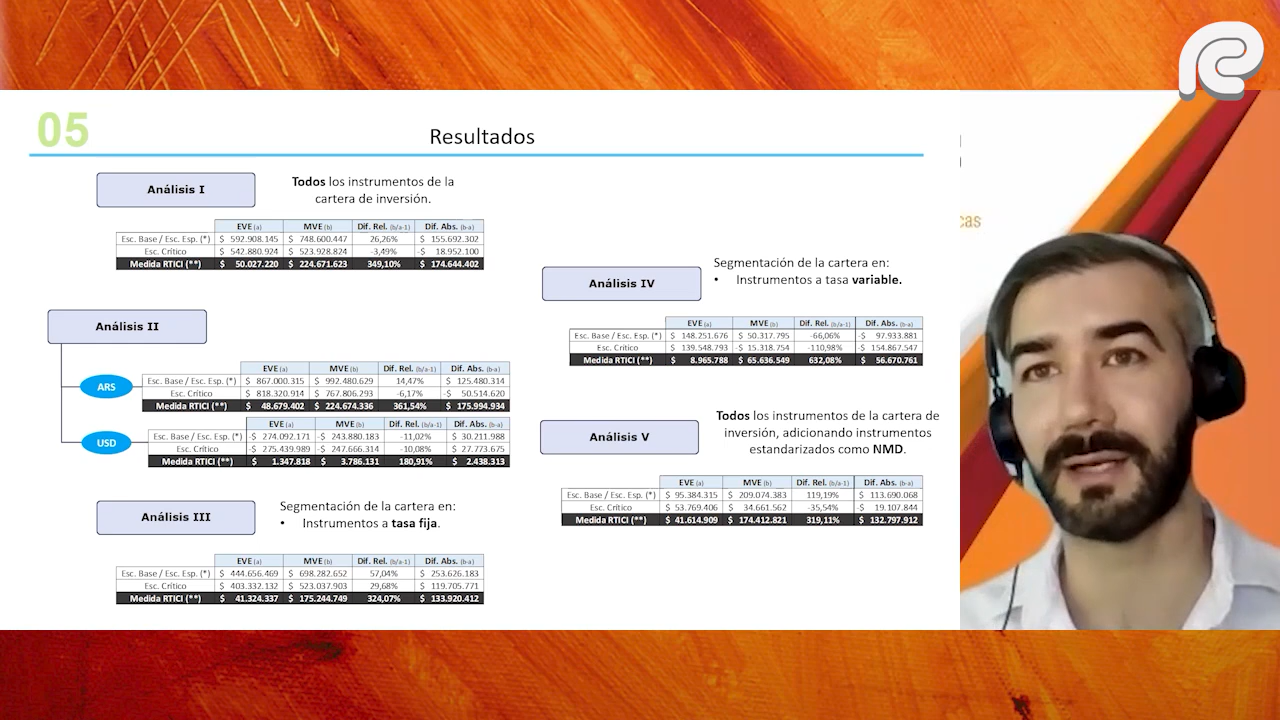 05
Resultados
Análisis I
Todos los instrumentos de la
cartera de inversión.
EVE (a) MVE (b) Dif. Rel. (b/a-1) Dif. Abs. (b-a)
Esc. Base / Esc. Esp. (*) $ 592.908.145 $ 748.600.447 26,26% $ 155.692.302
Esc. Crítico $ 542.880.924 $ 523.928.824 -3,49% -$ 18.952.100
Medida RTICI (**) $ 50.027.220 $ 224.671.623 349,10% $ 174.644.402
Análisis II
ARS
EVE (a) MVE (b) Dif. Rel. (b/a-1) Dif. Abs. (b-a)
Esc. Base / Esc. Esp. (*) $ 867.000.315 $ 992.480.629 14,47% $ 125.480.314
Esc. Crítico $ 818.320.914 $ 767.806.293 -6,17% -$ 50.514.620
Medida RTICI (**) $ 48.679.402 $ 224.674.336 361,54% $ 175.994.934
USD
EVE (a) MVE (b) Dif. Rel. (b/a-1) Dif. Abs. (b-a)
Esc. Base / Esc. Esp. (*) -$ 274.092.171 -$ 243.880.183 -11,02% $ 30.211.988
Esc. Crítico -$ 275.439.989 -$ 247.666.314 -10,08% $ 27.773.675
Medida RTICI (**) $ 1.347.818 $ 3.786.131 180,91% $ 2.438.313
Análisis III
Segmentación de la cartera en:
• Instrumentos a tasa fija.
EVE (a) MVE (b) Dif. Rel. (b/a-1) Dif. Abs. (b-a)
Esc. Base / Esc. Esp. (*) $ 444.656.469 $ 698.282.652 57,04% $ 253.626.183
Esc. Crítico $ 403.332.132 $ 523.037.903 29,68% $ 119.705.771
Medida RTICI (**) $ 41.324.337 $ 175.244.749 324,07% $ 133.920.412
Análisis IV
Segmentación de la cartera en:
• Instrumentos a tasa variable.
EVE (a) MVE (b) Dif. Rel. (b/a-1) Dif. Abs. (b-a)
Esc. Base / Esc. Esp. (*) $ 148.251.676 $ 50.317.795 -66,06% -$ 97.933.881
Esc. Crítico $ 139.548.793 -$ 15.318.754 -110,98% -$ 154.867.547
Medida RTICI (**) $ 8.965.788 $ 65.636.549 632,08% $ 56.670.761
Análisis V
Todos los instrumentos de la cartera de
inversión, adicionando instrumentos
estandarizados como NMD.
EVE (a) MVE (b) Dif. Rel. (b/a-1) Dif. Abs. (b-a)
Esc. Base / Esc. Esp. (*) $ 95.384.315 $ 209.074.383 119,19% $ 113.690.068
Esc. Crítico $ 53.769.406 $ 34.661.562 -35,54% -$ 19.107.844
Medida RTICI (**) $ 41.614.909 $ 174.412.821 319,11% $ 132.797.912
cas